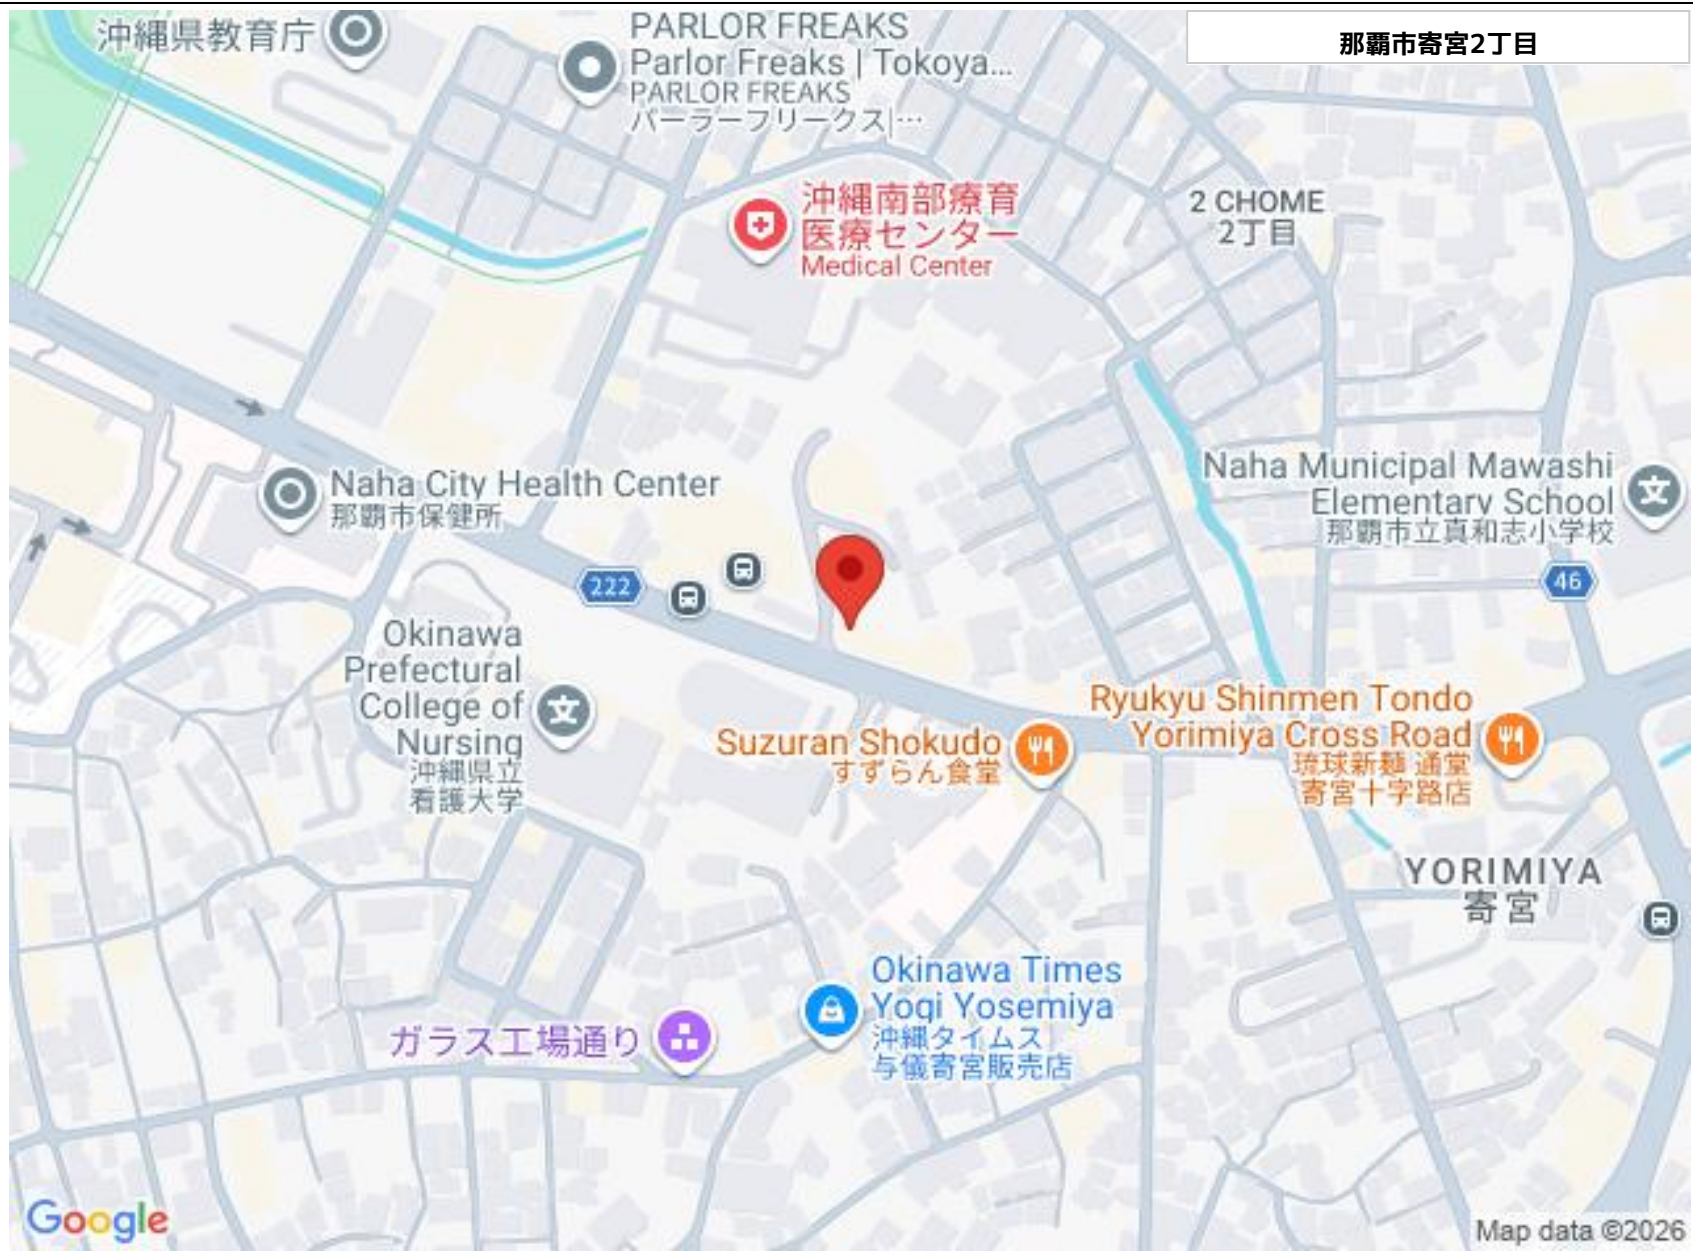 沖縄県教育庁
PARLOR FREAKS
Parlor Freaks | Tokoya...
PARLOR FREAKS
パーラーフリークス|…
那覇市寄宮2丁目
沖縄南部療育
医療センター
Medical Center
2 CHOME
2丁目
Naha City Health Center
那覇市保健所
Naha Municipal Mawashi
Elementary School
那覇市立真和志小学校
222
46
Okinawa
Prefectural
College of
Nursing
沖縄県立
看護大学
Suzuran Shokudo
すずらん食堂
Ryukyu Shinmen Tondo
Yorimiya Cross Road
琉球新麺 通堂
寄宮十字路店
YORIMIYA
寄宮
Okinawa Times
Yogi Yosemiya
沖縄タイムス
与儀寄宮販売店
ガラス工場通り
Google
Map data ©2026